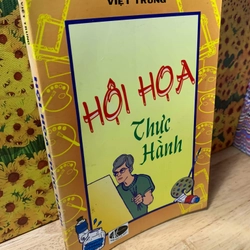 VIỆT TRUNG
HỘI HỌA
Thực
Hành